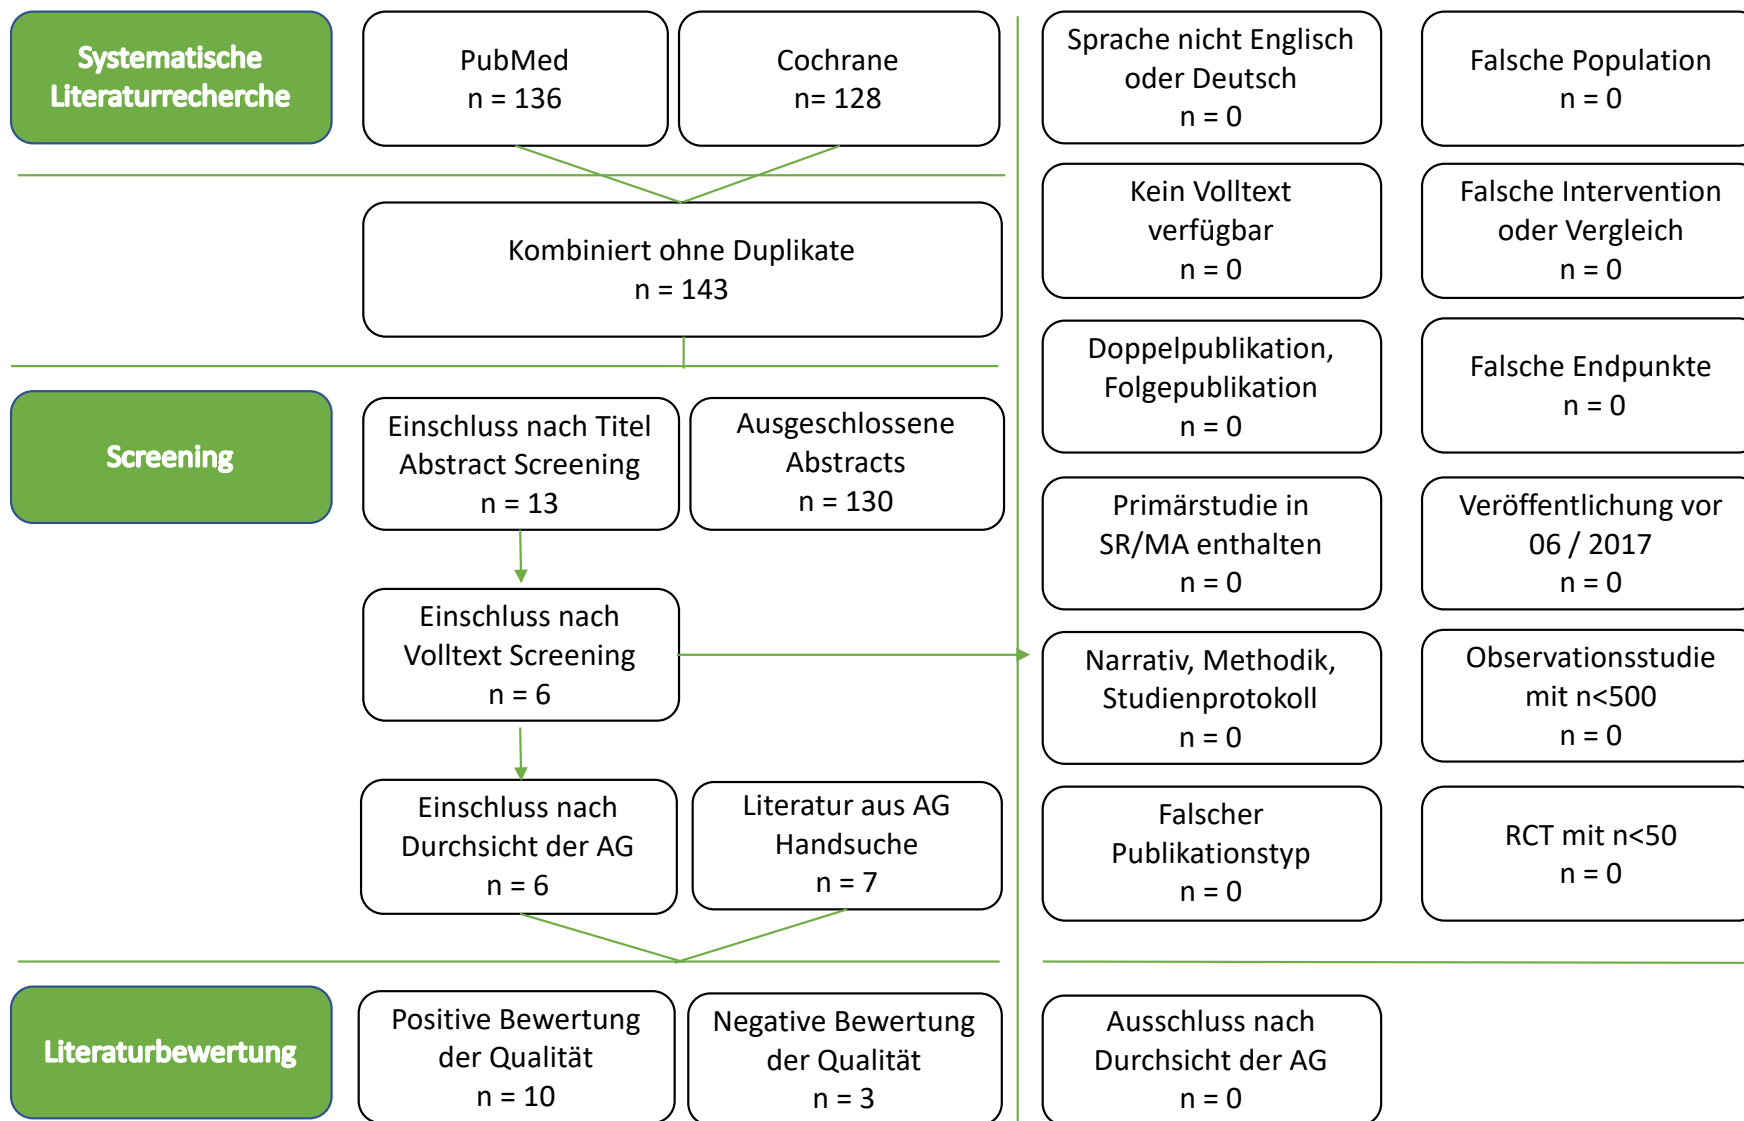 Systematische
Literaturrecherche
PubMed
n = 136
Cochrane
n= 128
Kombiniert ohne Duplikate
n = 143
Screening
Einschluss nach Titel
Abstract Screening
n = 13
Ausgeschlossene
Abstracts
n = 130
Einschluss nach
Volltext Screening
n = 6
Einschluss nach
Durchsicht der AG
n = 6
Literatur aus AG
Handsuche
n = 7
Literaturbewertung
Positive Bewertung
der Qualität
n = 10
Negative Bewertung
der Qualität
n = 3
Sprache nicht Englisch
oder Deutsch
n = 0
Falsche Population
n = 0
Kein Volltext
verfügbar
n = 0
Falsche Intervention
oder Vergleich
n = 0
Doppelpublikation,
Folgepublikation
n = 0
Falsche Endpunkte
n = 0
Primärstudie in
SR/MA enthalten
n = 0
Veröffentlichung vor
06 / 2017
n = 0
Narrativ, Methodik,
Studienprotokoll
n = 0
Observationsstudie
mit n<500
n = 0
Falscher
Publikationstyp
n = 0
RCT mit n<50
n = 0
Ausschluss nach
Durchsicht der AG
n = 0